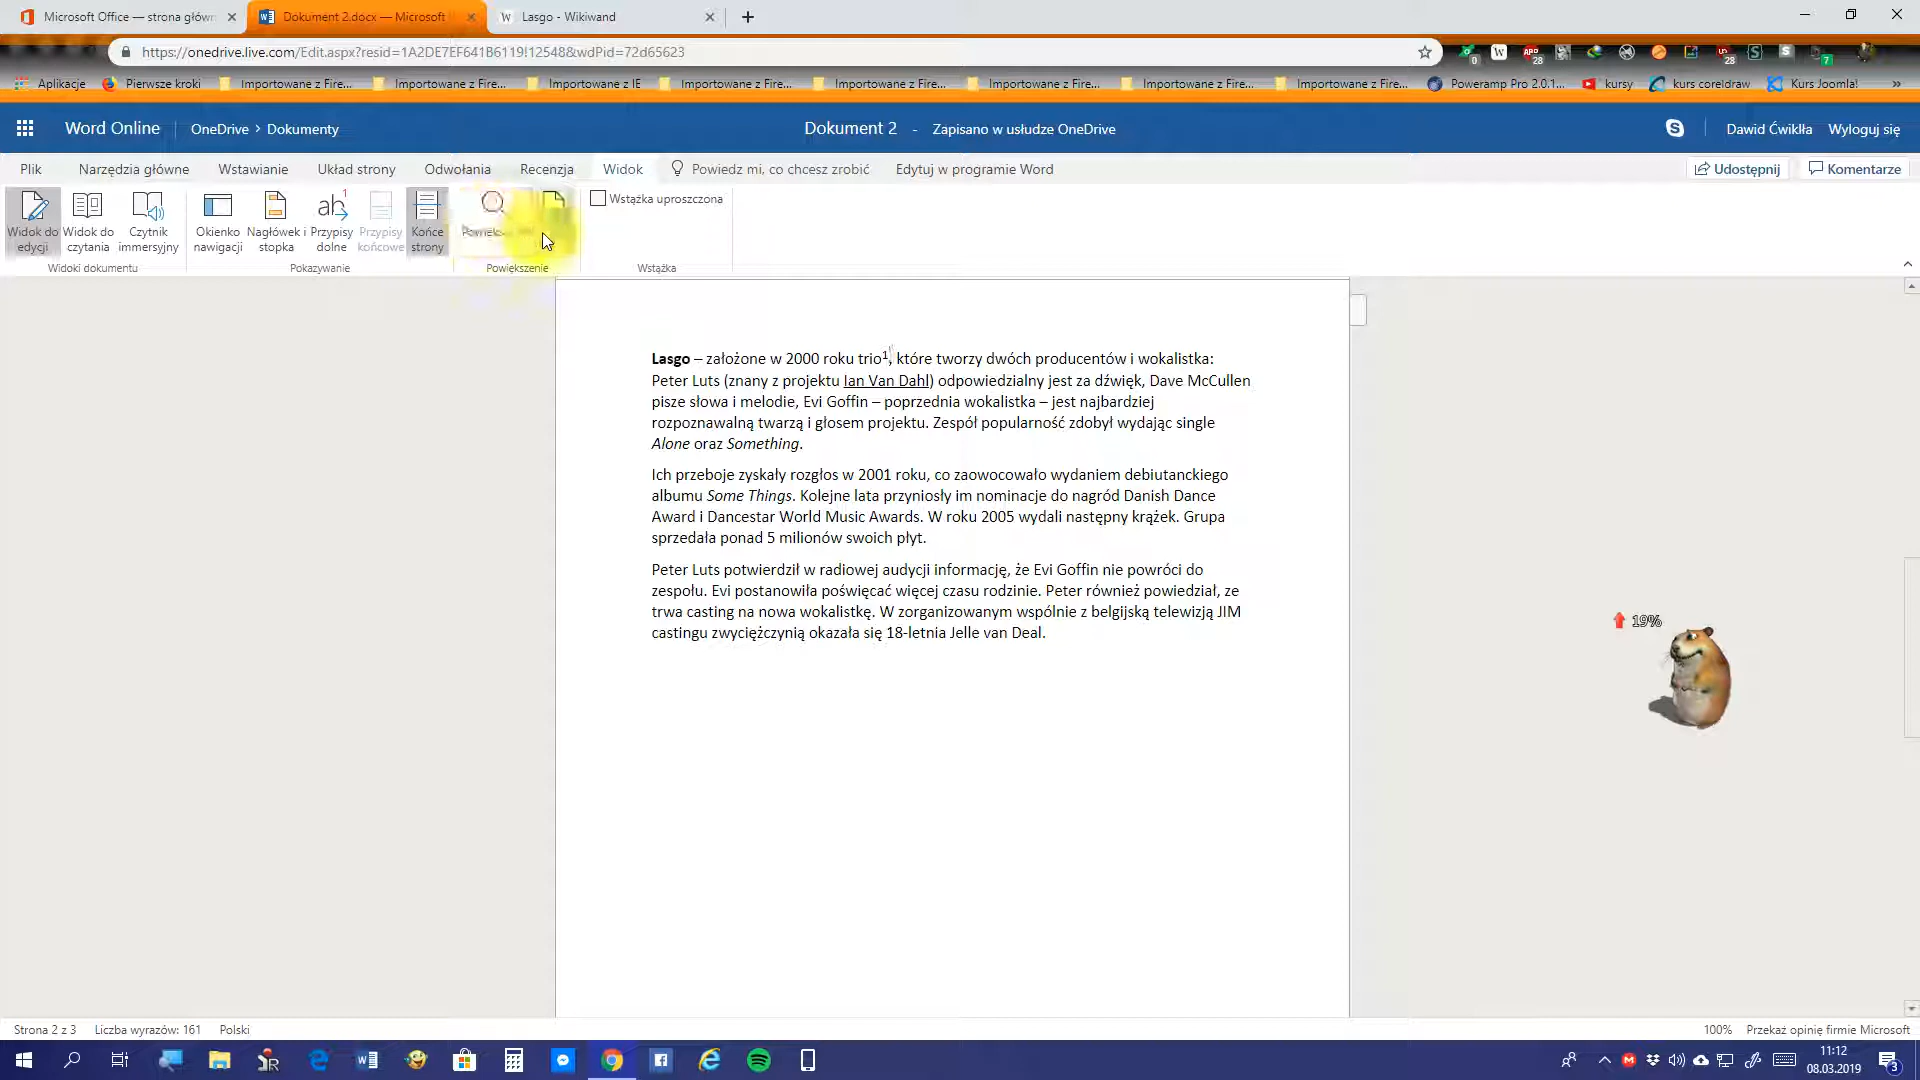 Microsoft Office — strona główn
Dokument 2.docx — Microsoft
Lasgo - Wikiwand
https://onedrive.live.com/Edit.aspx?resid=1A2DE7EF641B6119!12548&wdPid=72d65623
0
28
28
7
Aplikacje
Pierwsze kroki
Importowane z Fire...
Importowane z Fire...
Importowane z IE
Importowane z Fire...
Importowane z Fire...
Importowane z Fire...
Importowane z Fire...
Importowane z Fire...
Poweramp Pro 2.0.1...
kursy
kurs coreldraw
Kurs Joomla!
»
Word Online
OneDrive > Dokumenty
Dokument 2 - Zapisano w usłudze OneDrive
Dawid Ćwikłła
Wyloguj się
Plik
Narzędzia główne
Wstawianie
Układ strony
Odwołania
Recenzja
Widok
Powiedz mi, co chcesz zrobić
Edytuj w programie Word
Udostępnij
Komentarze
Widok do edycji
Widok do czytania
Czytnik immersyjny
Okienko nawigacji
Nagłówek i stopka
Przypisy dolne
Przypisy końcowe
Końce strony
Wstążka uproszczona
Widoki dokumentu
Pokazywanie
Powiększenie
Wstążka
Lasgo – założone w 2000 roku trio¹, które tworzy dwóch producentów i wokalistka:
Peter Luts (znany z projektu Ian Van Dahl) odpowiedzialny jest za dźwięk, Dave McCullen
pisze słowa i melodie, Evi Goffin – poprzednia wokalistka – jest najbardziej
rozpoznawalną twarzą i głosem projektu. Zespół popularność zdobył wydając single
Alone oraz Something.
Ich przeboje zyskały rozgłos w 2001 roku, co zaowocowało wydaniem debiutanckiego
albumu Some Things. Kolejne lata przyniosły im nominacje do nagród Danish Dance
Award i Dancestar World Music Awards. W roku 2005 wydali następny krążek. Grupa
sprzedała ponad 5 milionów swoich płyt.
Peter Luts potwierdził w radiowej audycji informację, że Evi Goffin nie powróci do
zespołu. Evi postanowiła poświęcać więcej czasu rodzinie. Peter również powiedział, ze
trwa casting na nowa wokalistkę. W zorganizowanym wspólnie z belgijską telewizją JIM
castingu zwyciężczynią okazała się 18-letnia Jelle van Deal.
19%
Strona 2 z 3
Liczba wyrazów: 161
Polski
100%
Przekaż opinię firmie Microsoft
11:12
08.03.2019
3